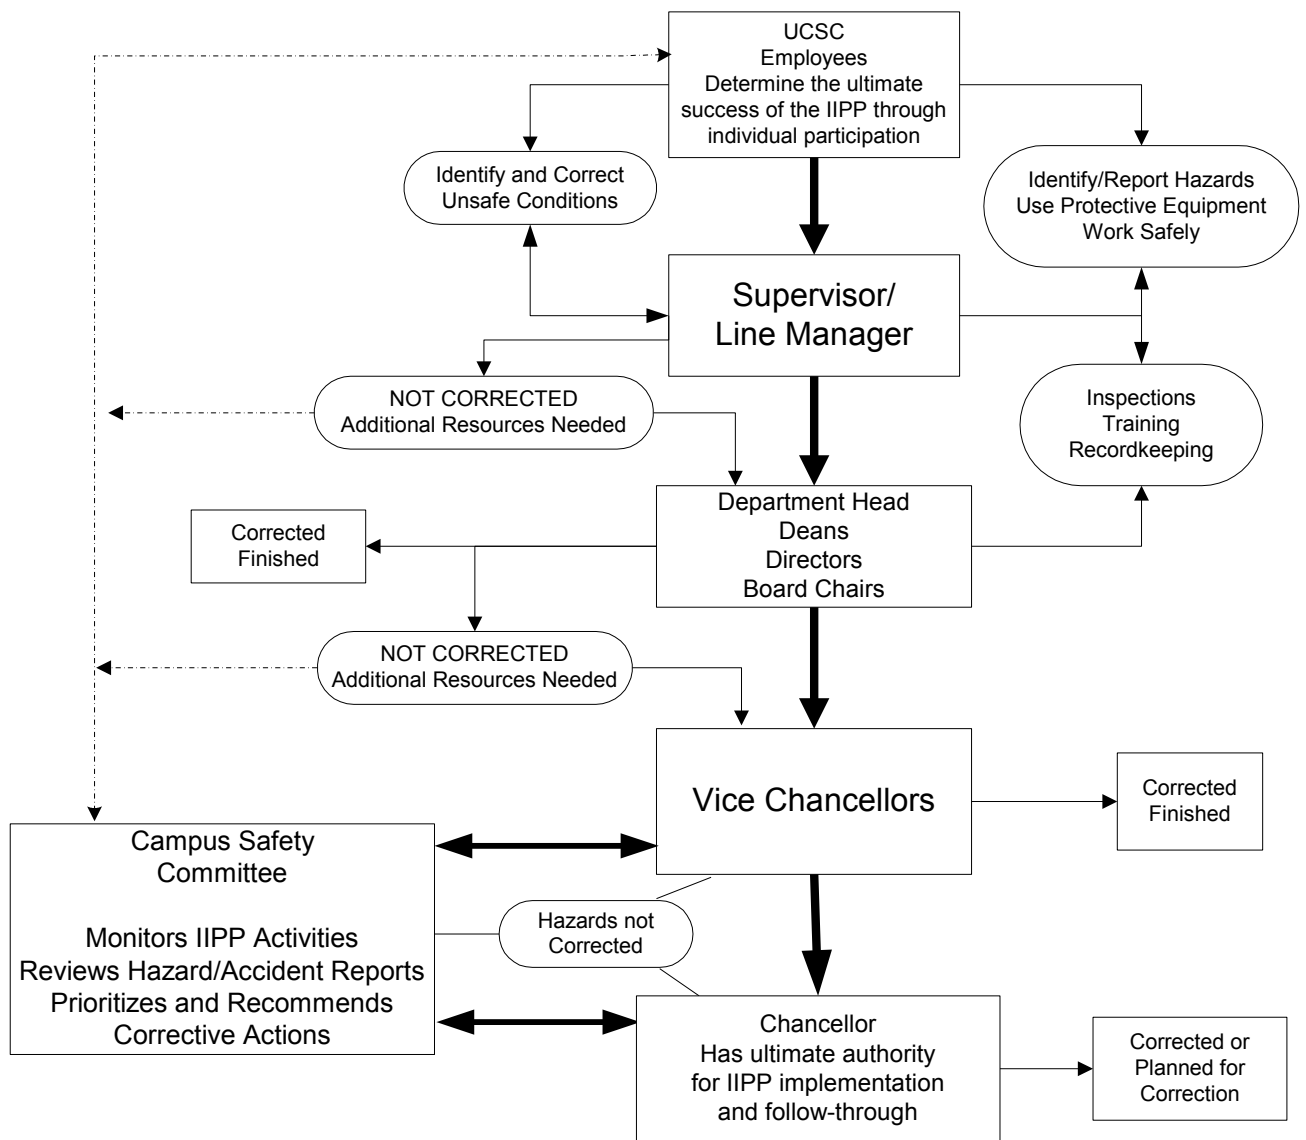 UCSC
Employees
Determine the ultimate
success of the IIPP through
individual participation
Identify and Correct
Unsafe Conditions
Identify/Report Hazards
Use Protective Equipment
Work Safely
Supervisor/
Line Manager
NOT CORRECTED
Additional Resources Needed
Inspections
Training
Recordkeeping
Department Head
Deans
Directors
Board Chairs
Corrected
Finished
NOT CORRECTED
Additional Resources Needed
Vice Chancellors
Corrected
Finished
Campus Safety
Committee
Monitors IIPP Activities
Reviews Hazard/Accident Reports
Prioritizes and Recommends
Corrective Actions
Hazards not
Corrected
Chancellor
Has ultimate authority
for IIPP implementation
and follow-through
Corrected or
Planned for
Correction